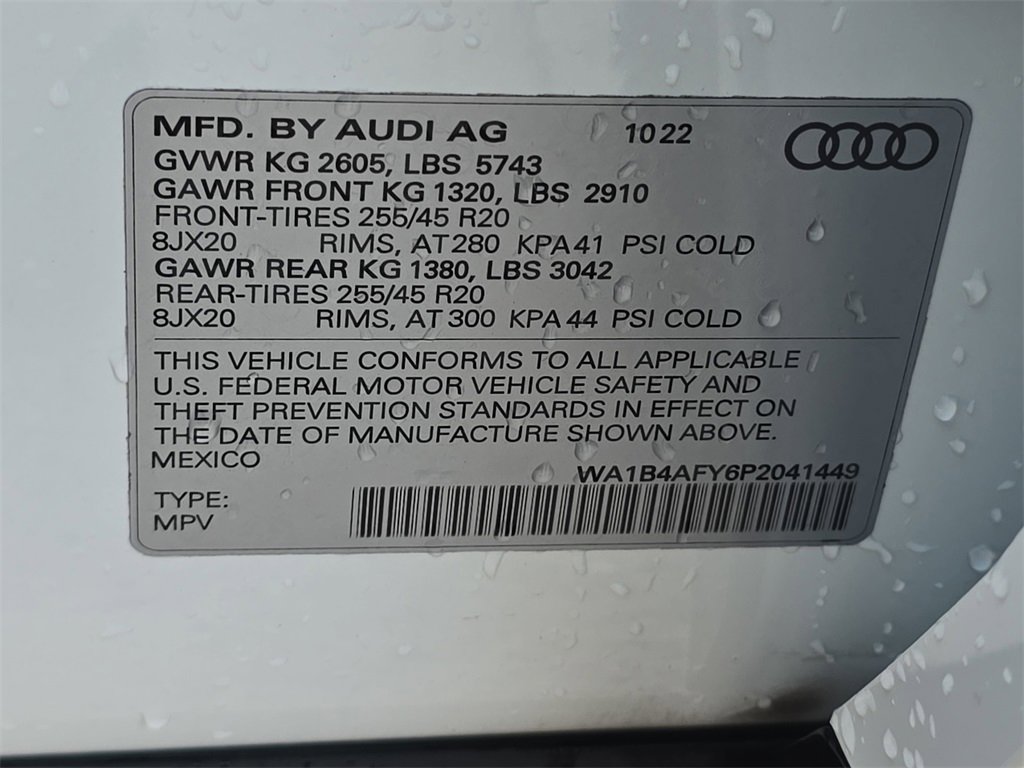 MFD. BY AUDI AG 10 22
GVWR KG 2605, LBS 5743
GAWR FRONT KG 1320, LBS 2910
FRONT-TIRES 255/45 R20
8JX20 RIMS, AT 280 KPA 41 PSI COLD
GAWR REAR KG 1380, LBS 3042
REAR-TIRES 255/45 R20
8JX20 RIMS, AT 300 KPA 44 PSI COLD
THIS VEHICLE CONFORMS TO ALL APPLICABLE
U.S. FEDERAL MOTOR VEHICLE SAFETY AND
THEFT PREVENTION STANDARDS IN EFFECT ON
THE DATE OF MANUFACTURE SHOWN ABOVE.
MEXICO WA1B4AFY6P2041449
TYPE:
MPV